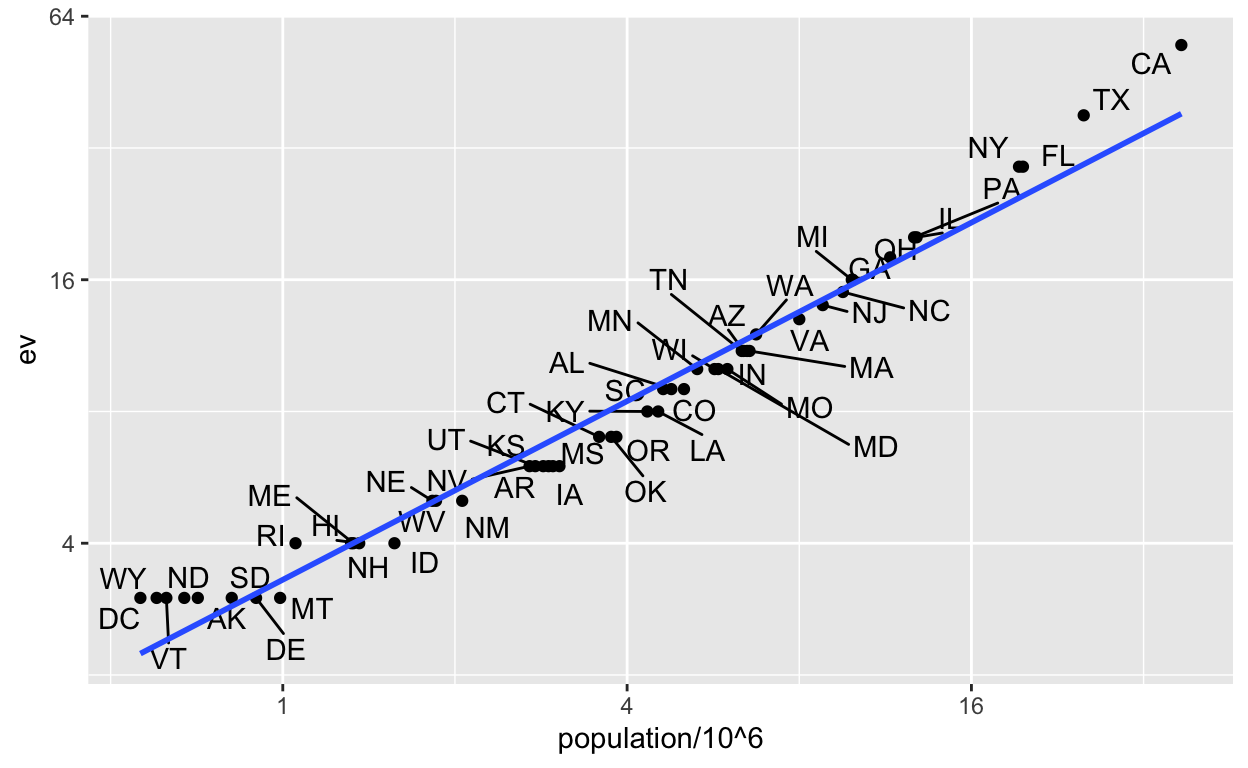 64
CA
TX
NY
FL
PA
IL
MI
OH
GA
16
TN
WA
NC
NJ
MN
AZ
VA
WI
AL
MA
IN
SC
CT
KY
CO
MO
UT
KS
MS
OR
LA
MD
NE
NV
AR
IA
OK
ME
HI
WV
NM
RI
4
NH
ID
WY
ND
SD
DC
AK
MT
VT
DE
1
4
16
ev
population/10^6